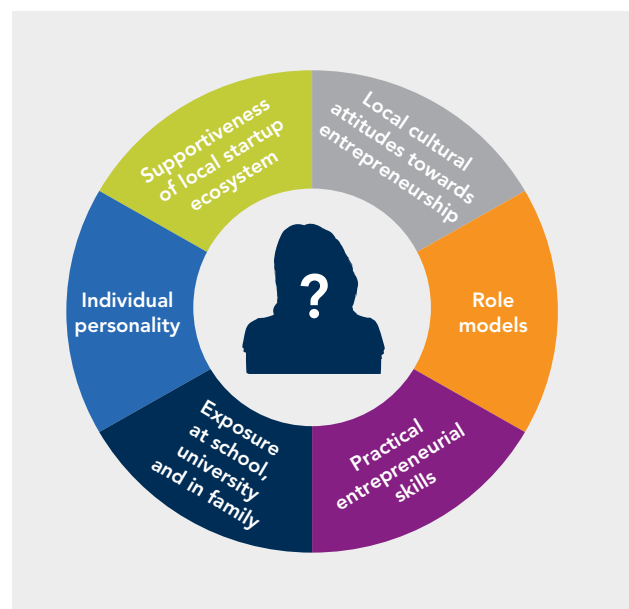 Supportiveness
of local startup
ecosystem
Local cultural
attitudes towards
entrepreneurship
Role
models
Practical
entrepreneurial
skills
Exposure
at school,
university
and in family
Individual
personality
?